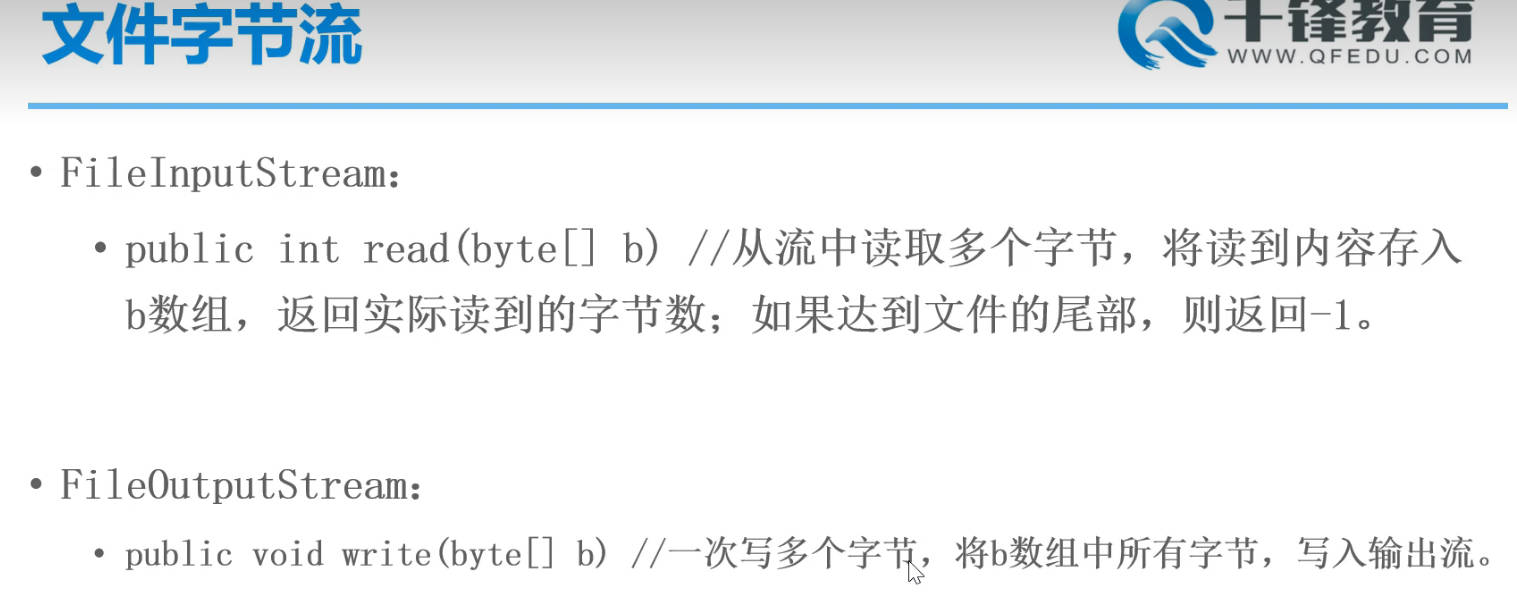 文件字节流
千锋教育
WWW.QFEDU.COM
• FileInputStream：
• public int read(byte[] b) //从流中读取多个字节，将读到内容存入
b数组，返回实际读到的字节数；如果达到文件的尾部，则返回-1。
• FileOutputStream：
• public void write(byte[] b) //一次写多个字节，将b数组中所有字节，写入输出流。